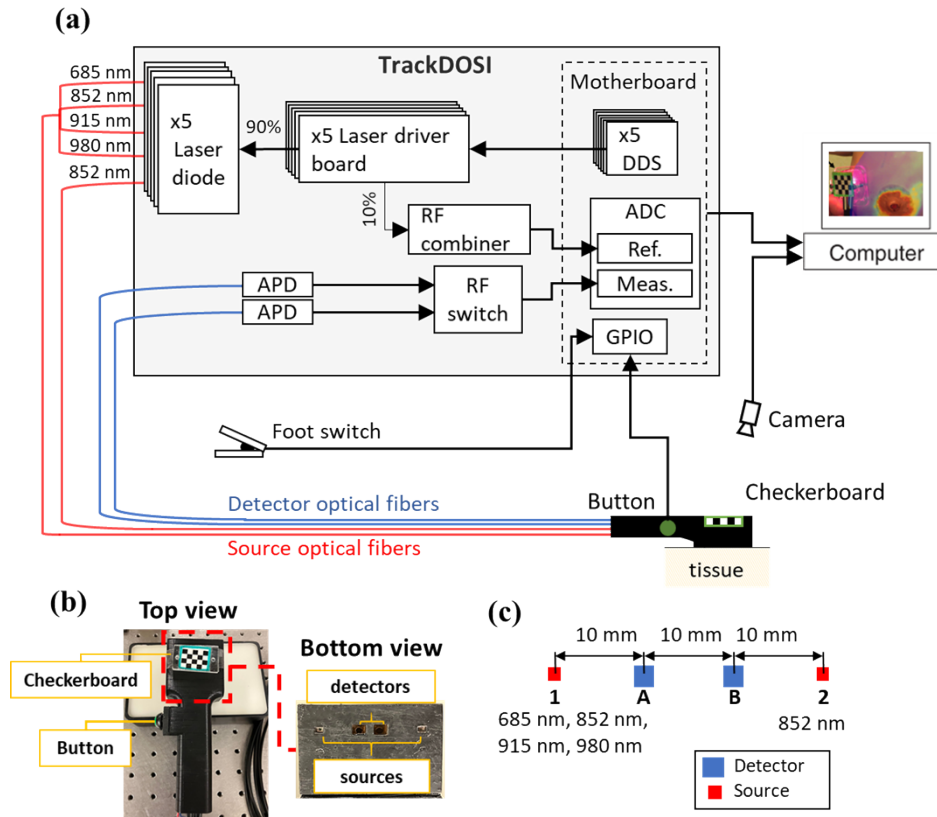 (a)
TrackDOSI
685 nm
852 nm
915 nm
980 nm
852 nm
x5
Laser
diode
90%
x5 Laser driver
board
10%
Motherboard
x5
DDS
RF
combiner
ADC
Ref.
Meas.
APD
APD
RF
switch
GPIO
Computer
Camera
Foot switch
Detector optical fibers
Source optical fibers
Button
Checkerboard
tissue
(b)
Top view
Checkerboard
Button
Bottom view
detectors
sources
(c)
10 mm 10 mm 10 mm
1 A B 2
685 nm, 852 nm,
915 nm, 980 nm
852 nm
Detector
Source